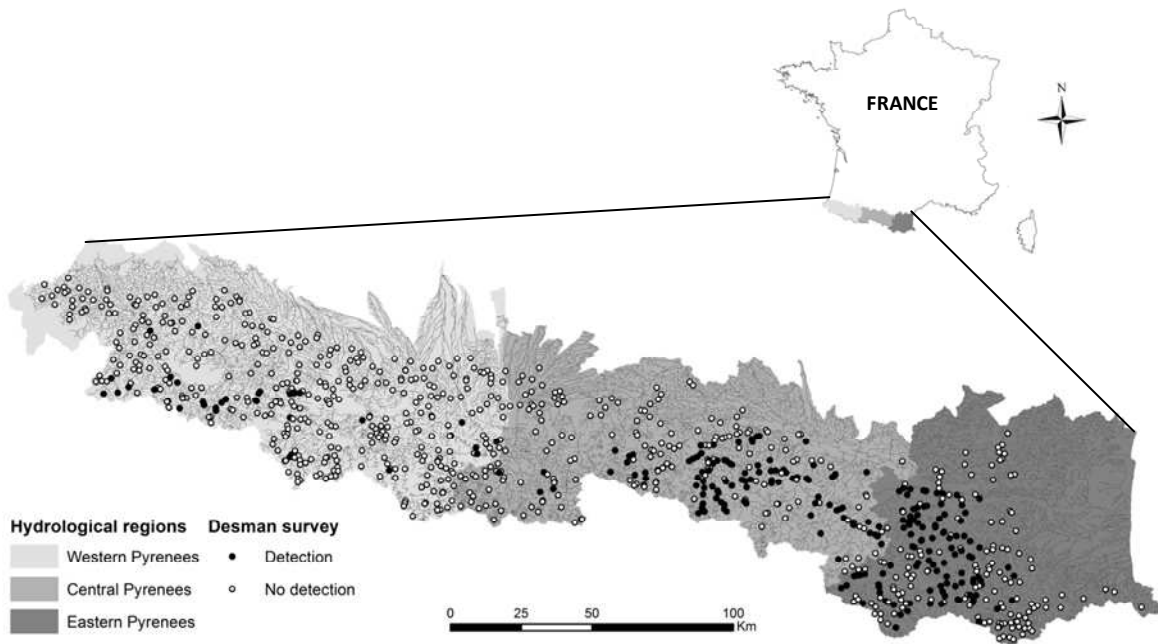 FRANCE
N
Hydrological regions
Western Pyrenees
Central Pyrenees
Eastern Pyrenees
Desman survey
Detection
No detection
0 25 50 100
Km